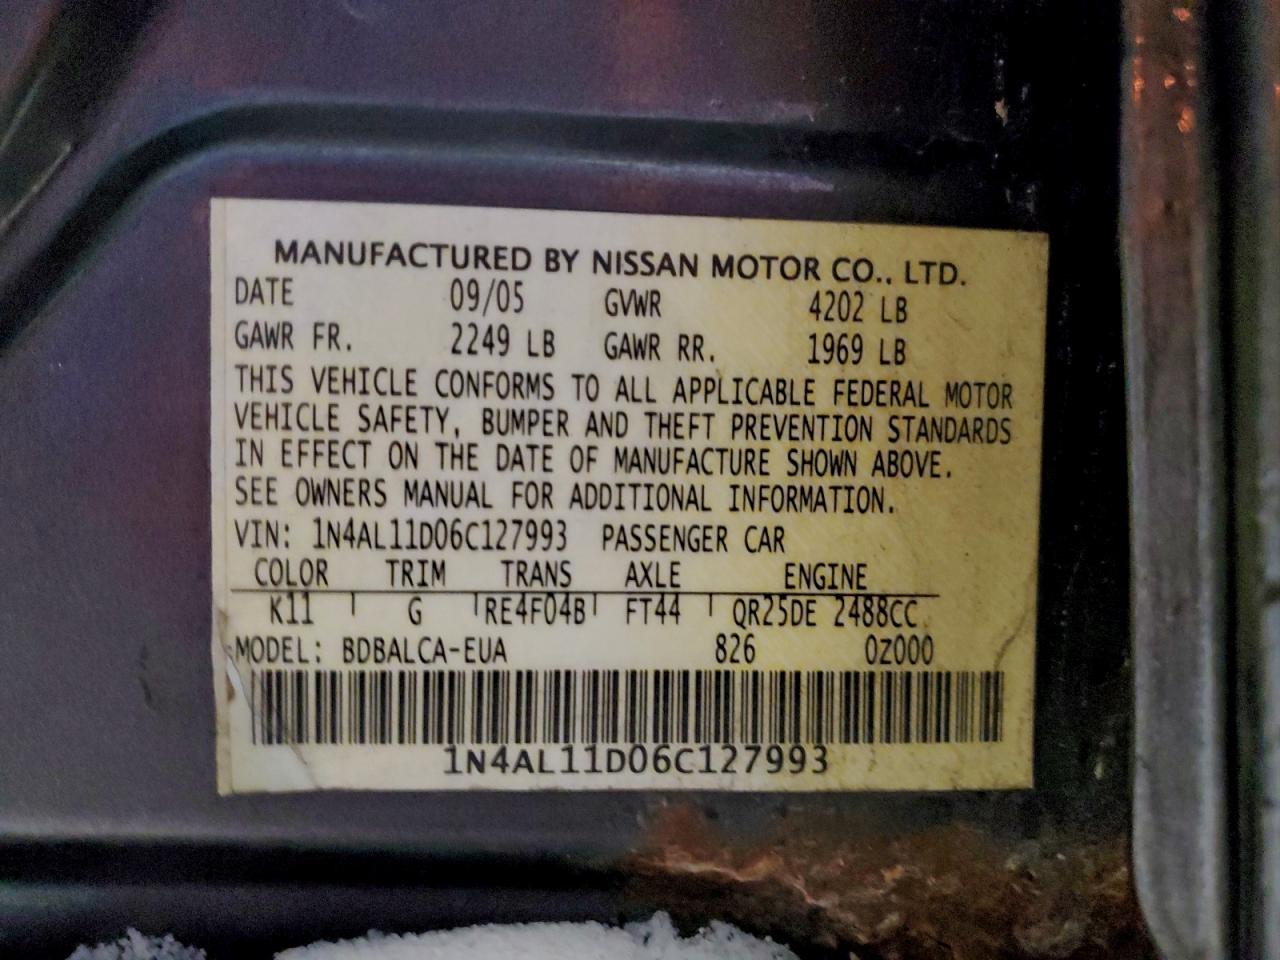 MANUFACTURED BY NISSAN MOTOR CO., LTD.
DATE 09/05 GVWR 4202 LB
GAWR FR. 2249 LB GAWR RR. 1969 LB
THIS VEHICLE CONFORMS TO ALL APPLICABLE FEDERAL MOTOR
VEHICLE SAFETY, BUMPER AND THEFT PREVENTION STANDARDS
IN EFFECT ON THE DATE OF MANUFACTURE SHOWN ABOVE.
SEE OWNERS MANUAL FOR ADDITIONAL INFORMATION.
VIN: 1N4AL11D06C127993 PASSENGER CAR
COLOR TRIM TRANS AXLE ENGINE
K11 G RE4F04B FT44 QR25DE 2488CC
MODEL: BDBALCA-EUA 826 0Z000
1N4AL11D06C127993